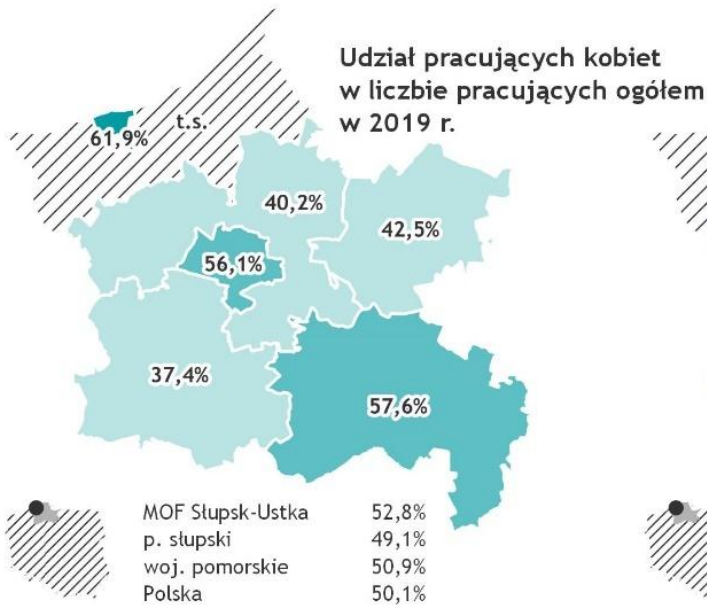 Udział pracujących kobiet
w liczbie pracujących ogółem
w 2019 r.
61,9%
t.s.
40,2%
42,5%
56,1%
37,4%
57,6%
MOF Słupsk-Ustka 52,8%
p. słupski 49,1%
woj. pomorskie 50,9%
Polska 50,1%